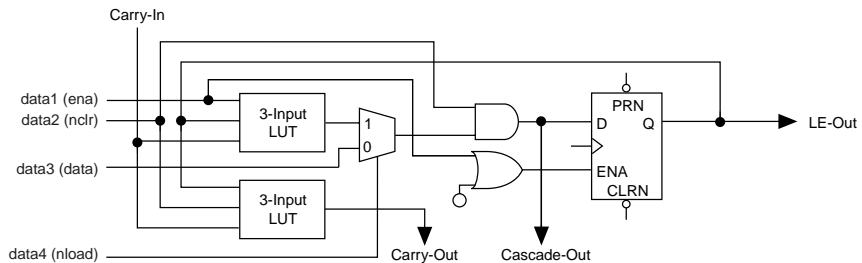 Carry-In
data1 (ena)
data2 (nclr)
3-Input
LUT
1
0
PRN
D
Q
LE-Out
data3 (data)
ENA
CLRN
3-Input
LUT
data4 (nload)
Carry-Out
Cascade-Out